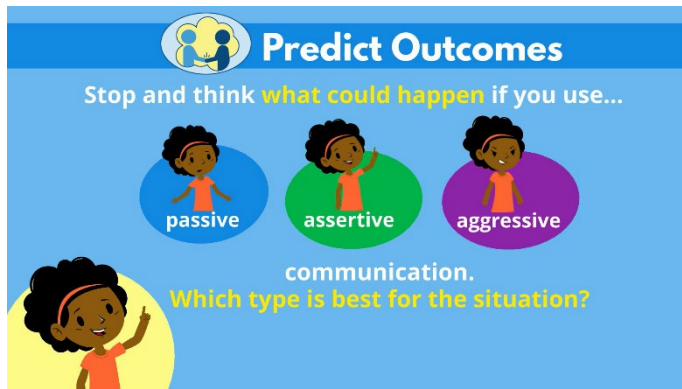 Predict Outcomes
Stop and think what could happen if you use...
passive
assertive
aggressive
communication.
Which type is best for the situation?